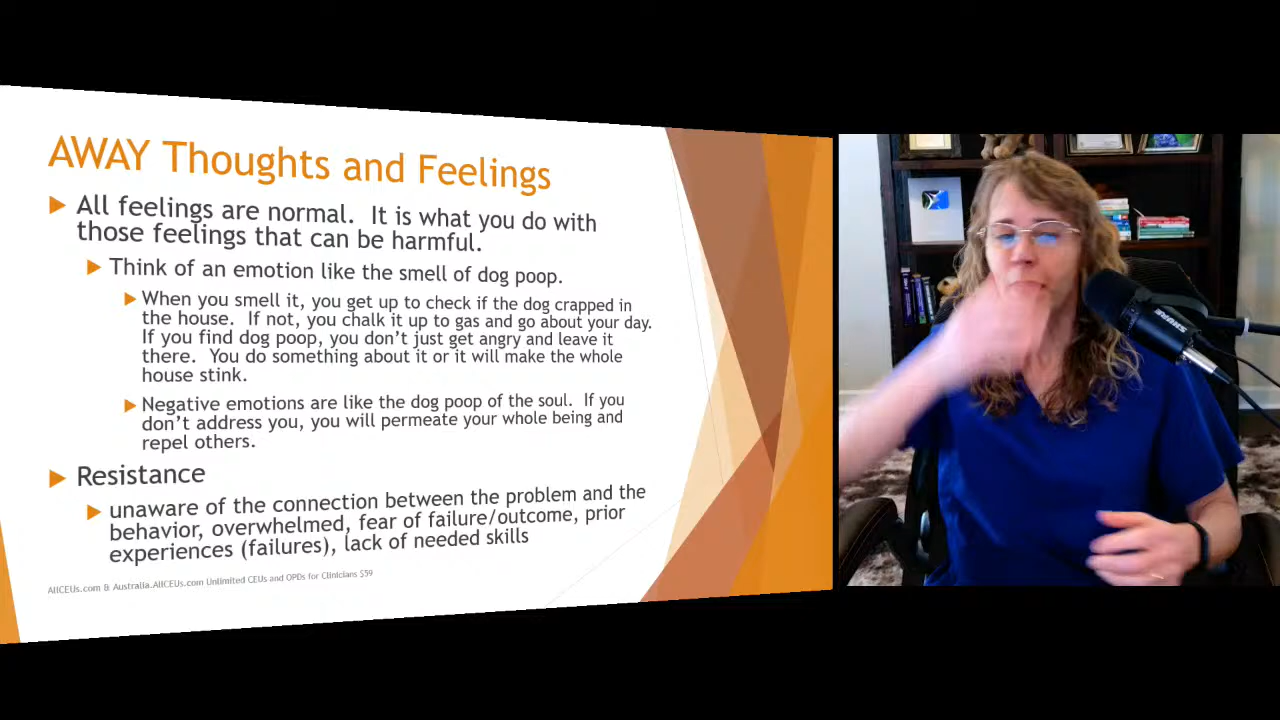 AWAY Thoughts and Feelings
All feelings are normal. It is what you do with
those feelings that can be harmful.
Think of an emotion like the smell of dog poop.
When you smell it, you get up to check if the dog crapped in
the house. If not, you chalk it up to gas and go about your day.
If you find dog poop, you don't just get angry and leave it
there. You do something about it or it will make the whole
house stink.
Negative emotions are like the dog poop of the soul. If you
don't address you, you will permeate your whole being and
repel others.
Resistance
unaware of the connection between the problem and the
behavior, overwhelmed, fear of failure/outcome, prior
experiences (failures), lack of needed skills
AllCEUs.com & Australia.AllCEUs.com Unlimited CEUs and OPDs for Clinicians $59
SHURE